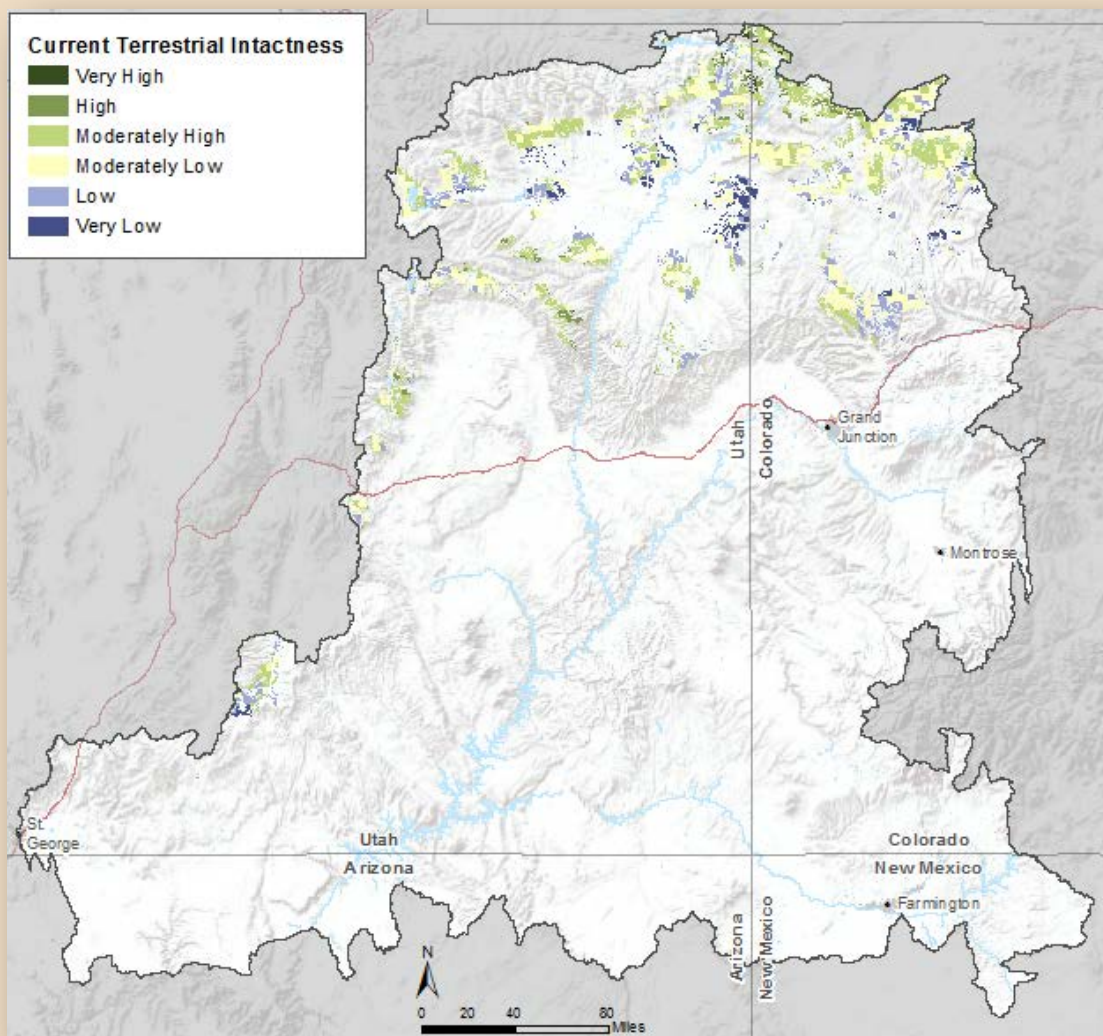 Current Terrestrial Intactness
Very High
High
Moderately High
Moderately Low
Low
Very Low
Utah
Colorado
Grand
Junction
Montrose
St.
George
Utah
Arizona
Colorado
New Mexico
Farmington
Arizona
New Mexico
N
0 20 40 80
Miles